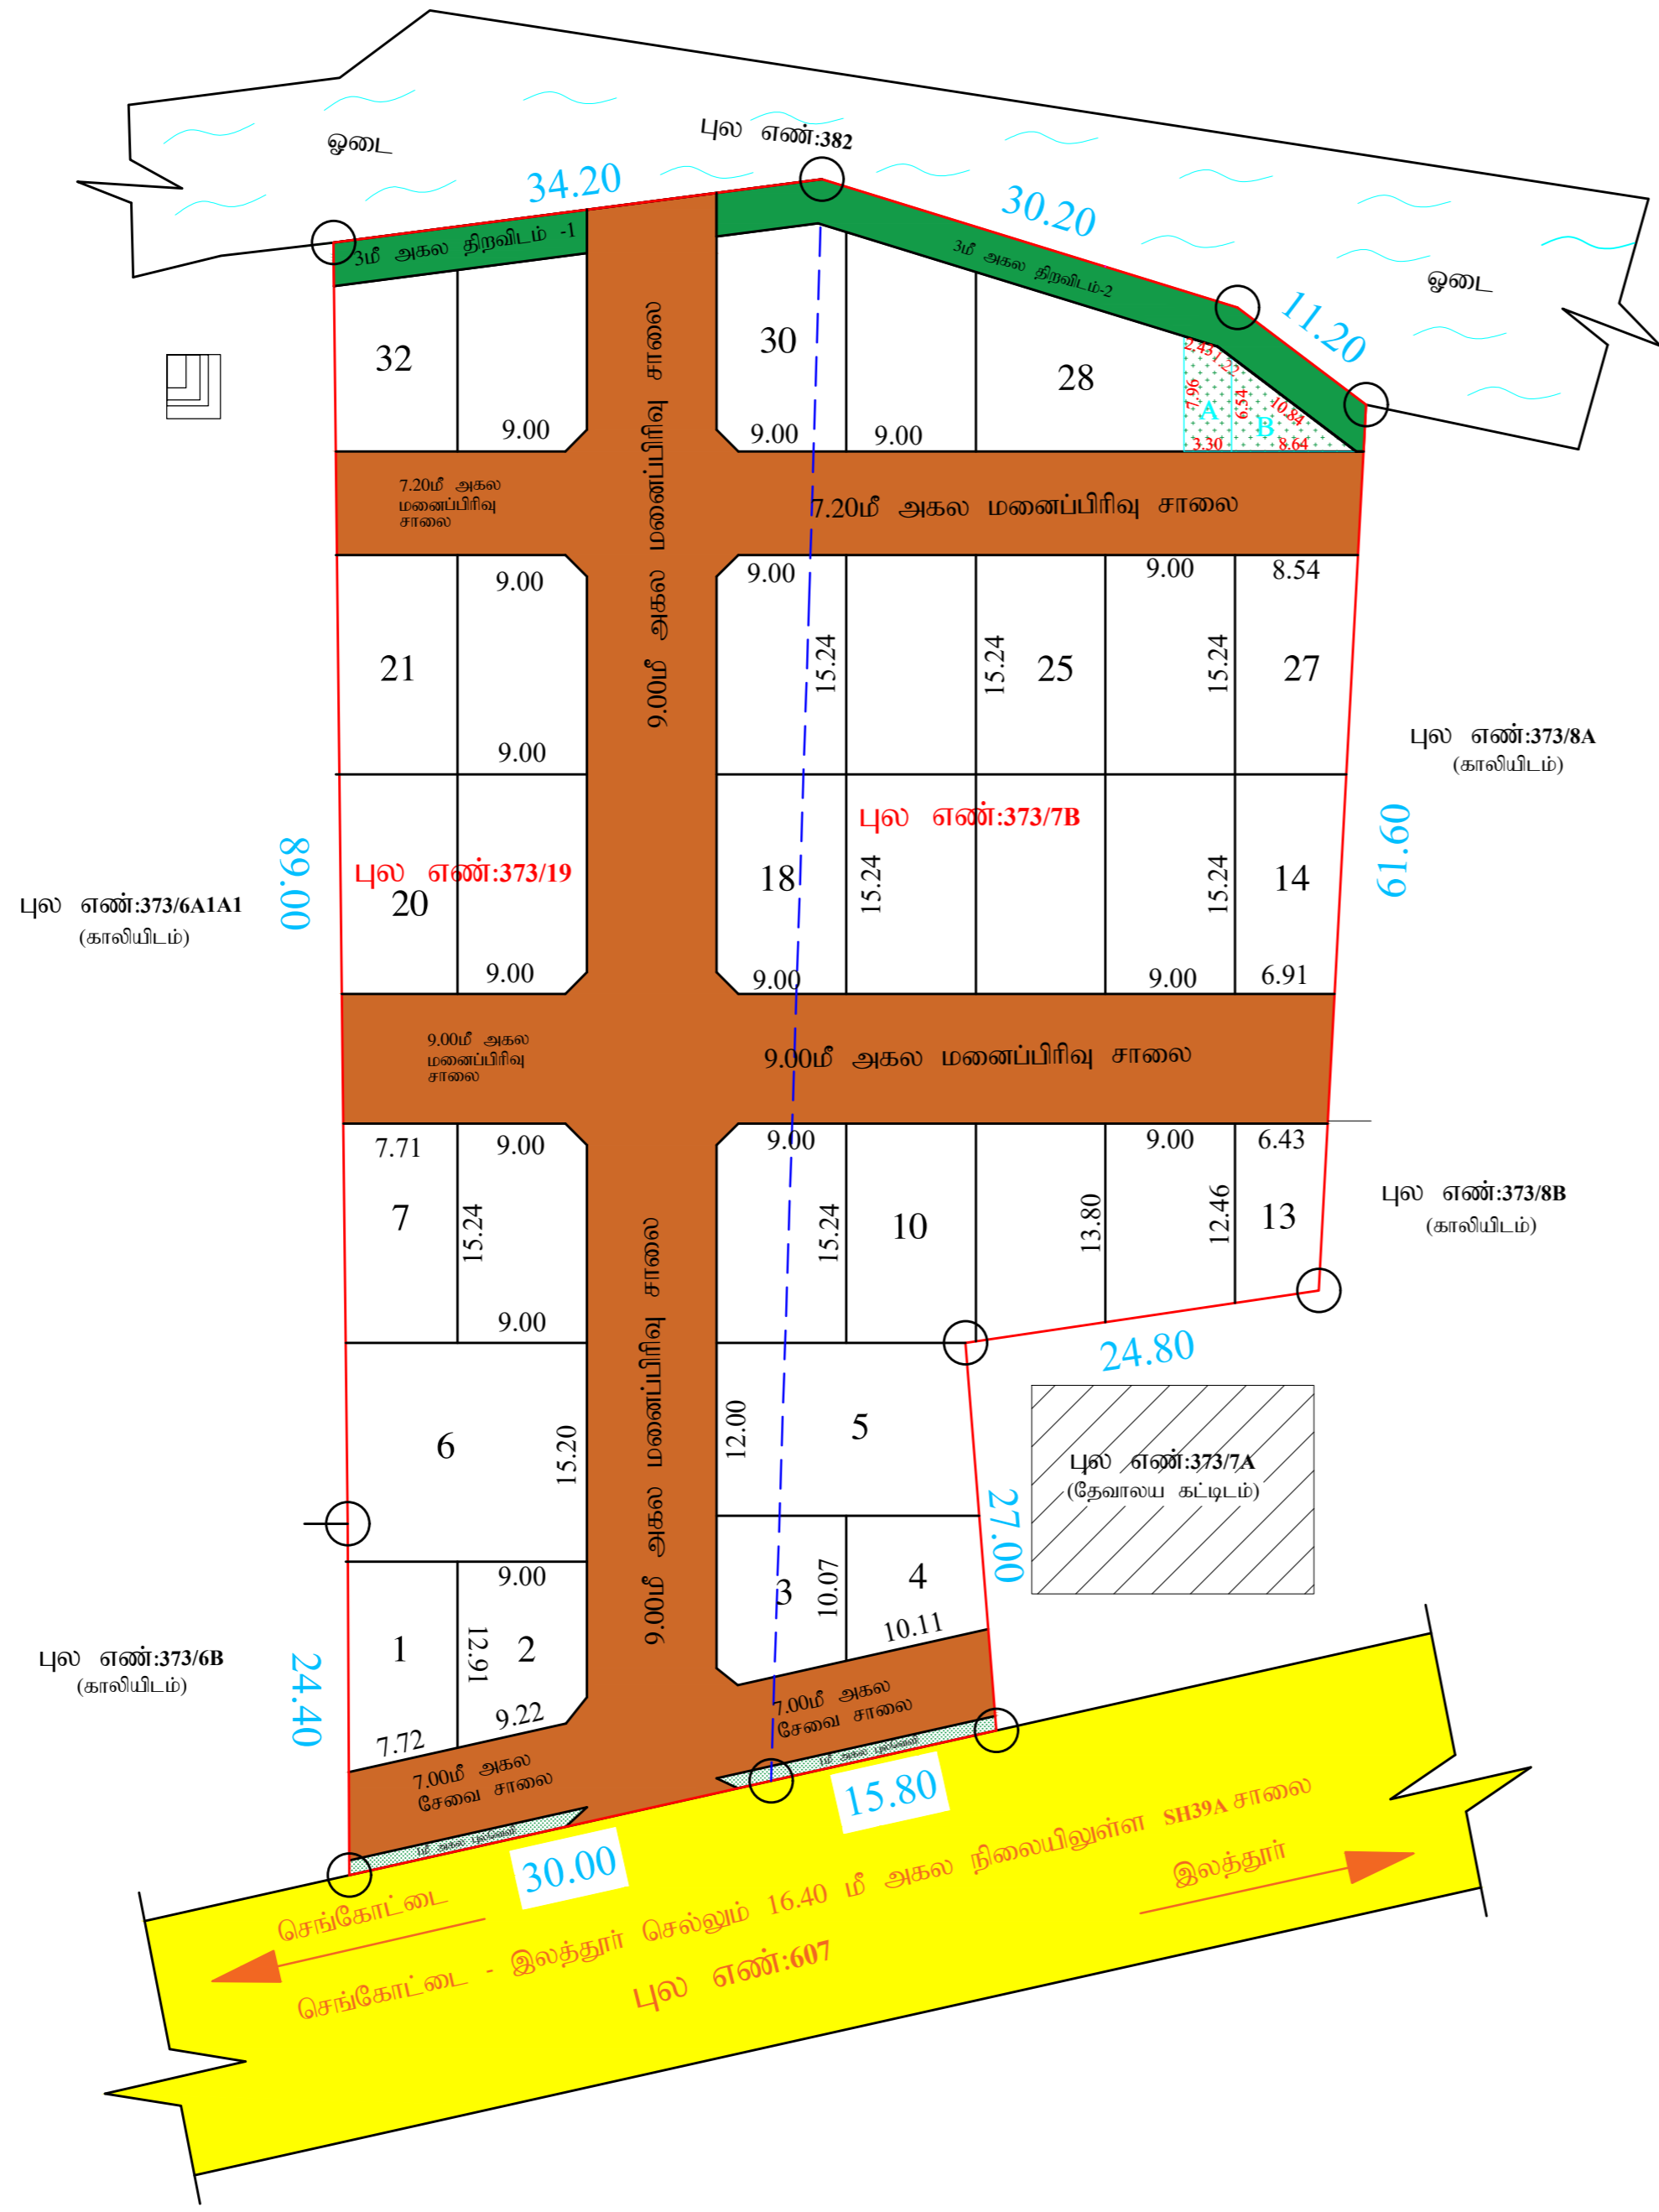 ஓடை
புல எண்:382
34.20
30.20
3மீ அகல திறவிடம் -1
3மீ அகல திறவிடம்-2
ஓடை
11.20
32
30
28
2.43
1.22
7.96
A
6.54
B
10.84
3.30
8.64
9.00
9.00
9.00
9.00மீ அகல மனைப்பிரிவு சாலை
7.20மீ அகல
மனைப்பிரிவு
சாலை
7.20மீ அகல மனைப்பிரிவு சாலை
9.00
9.00
9.00
8.54
21
15.24
15.24
25
15.24
27
9.00
புல எண்:373/8A
(காலியிடம்)
புல எண்:373/7B
89.00
61.60
புல எண்:373/19
புல எண்:373/6A1A1
(காலியிடம்)
20
18
15.24
15.24
14
9.00
9.00
9.00
6.91
9.00மீ அகல
மனைப்பிரிவு
சாலை
9.00மீ அகல மனைப்பிரிவு சாலை
7.71
9.00
9.00
9.00
6.43
7
15.24
15.24
10
13.80
12.46
13
புல எண்:373/8B
(காலியிடம்)
9.00
9.00மீ அகல மனைப்பிரிவு சாலை
24.80
6
15.20
12.00
5
புல எண்:373/7A
(தேவாலய கட்டிடம்)
27.00
9.00
3
10.07
4
10.11
1
12.91
2
புல எண்:373/6B
(காலியிடம்)
24.40
7.72
9.22
7.00மீ அகல
சேவை சாலை
7.00மீ அகல
சேவை சாலை
15.80
30.00
செங்கோட்டை
இலத்தூர்
செங்கோட்டை - இலத்தூர் செல்லும் 16.40 மீ அகல நிலையிலுள்ள SH39A சாலை
புல எண்:607